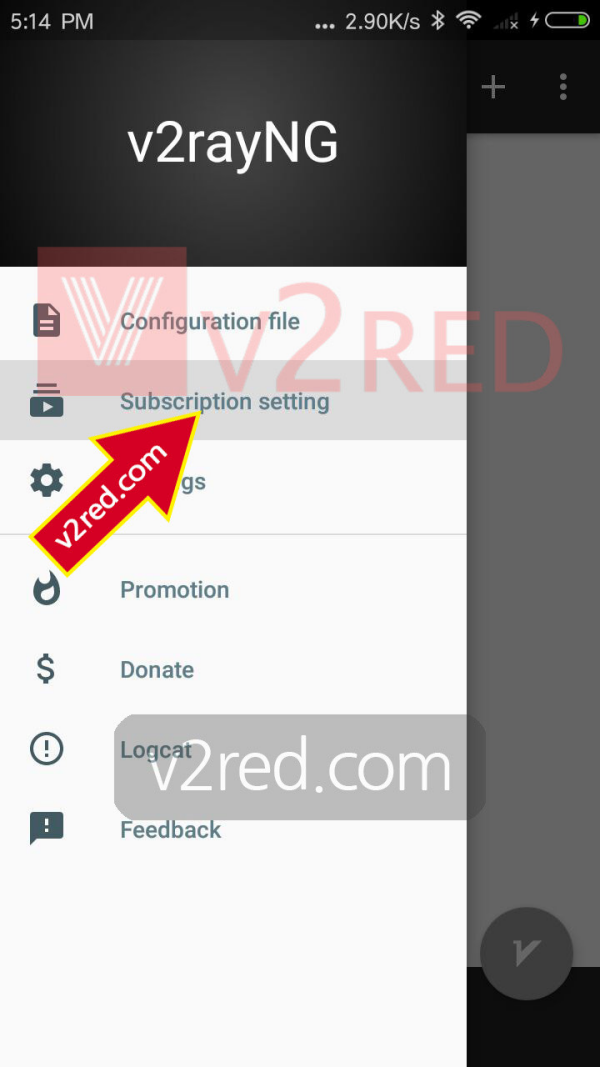 5:14 PM
... 2.90K/s
v2rayNG
V2RED
Configuration file
Subscription setting
v2red.com
gs
Promotion
Donate
Logcat
v2red.com
Feedback